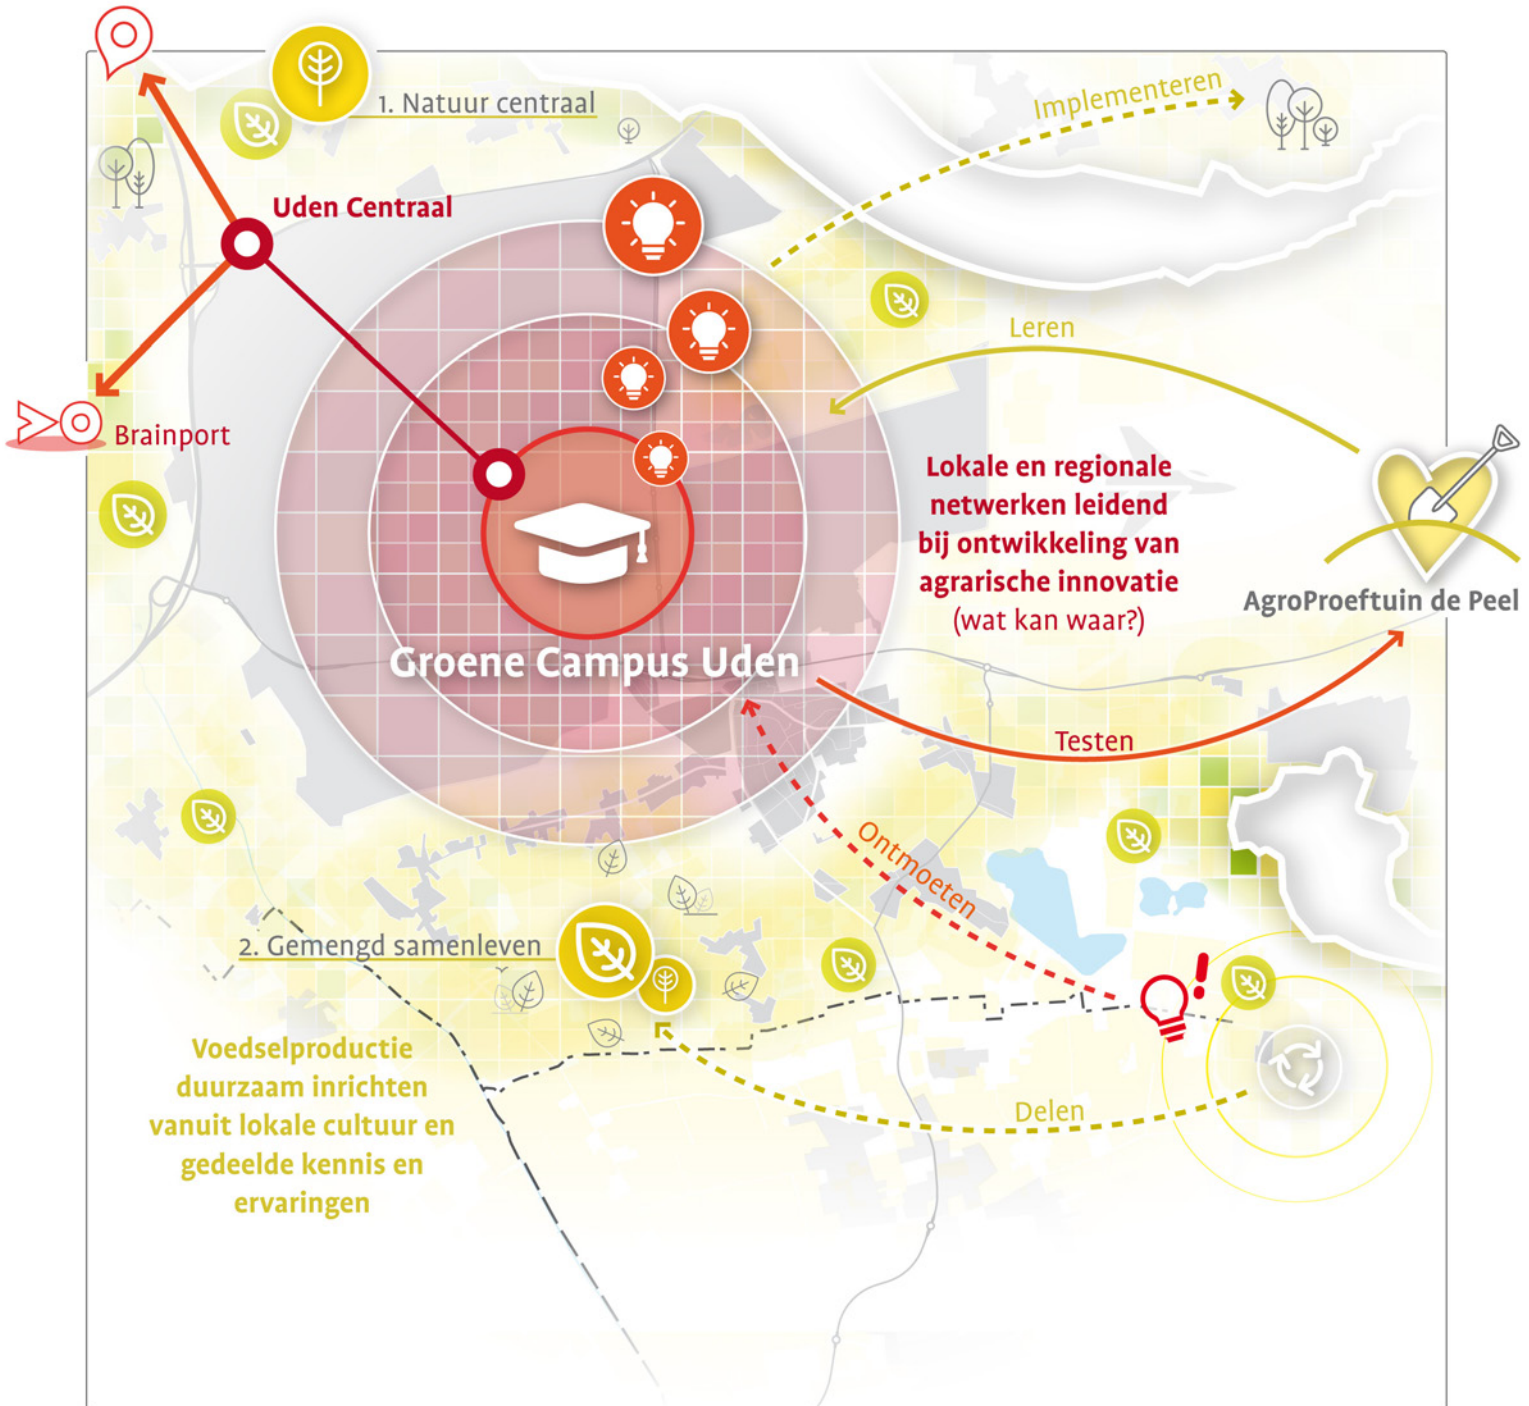 1. Natuur centraal
Implementeren
Uden Centraal
Leren
Brainport
Lokale en regionale
netwerken leidend
bij ontwikkeling van
agrarische innovatie
(wat kan waar?)
AgroProeftuin de Peel
Groene Campus Uden
Testen
Ontmoeten
2. Gemengd samenleven
Voedselproductie
duurzaam inrichten
vanuit lokale cultuur en
gedeelde kennis en
ervaringen
Delen